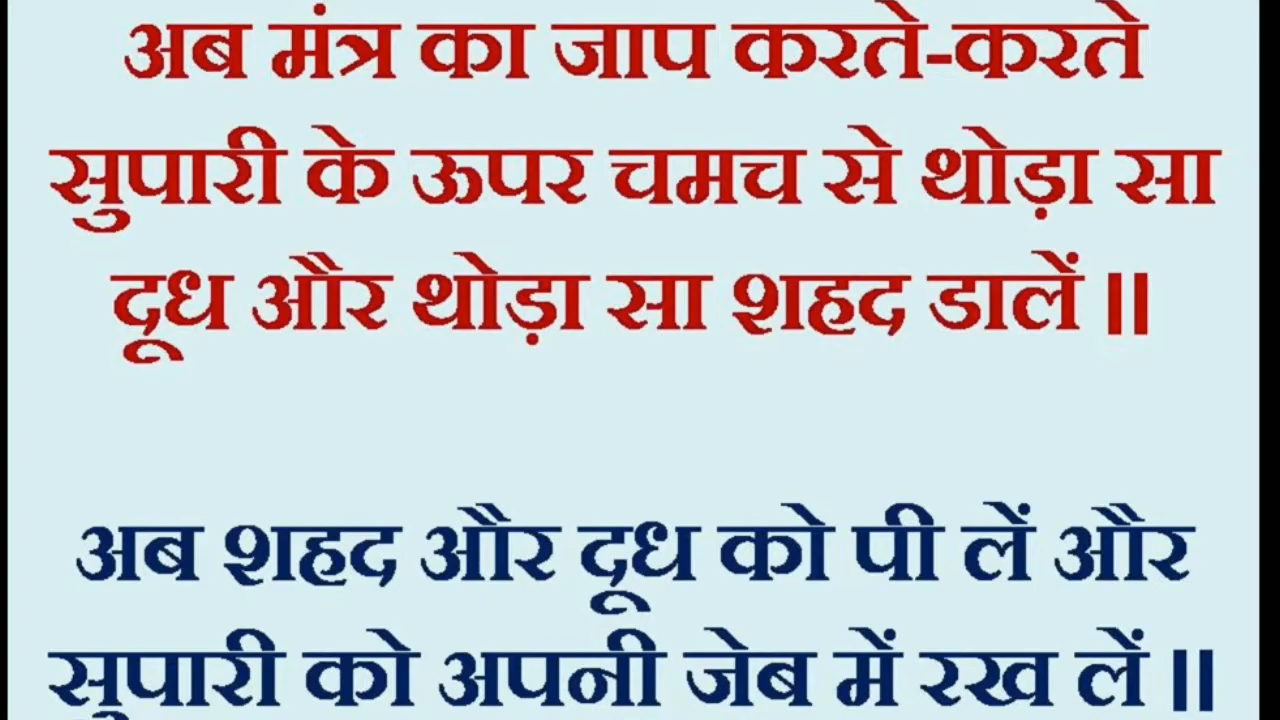 अब मंत्र का जाप करते-करते
सुपारी के ऊपर चमच से थोड़ा सा
दूध और थोड़ा सा शहद डालें ॥
अब शहद और दूध को पी लें और
सुपारी को अपनी जेब में रख लें ॥